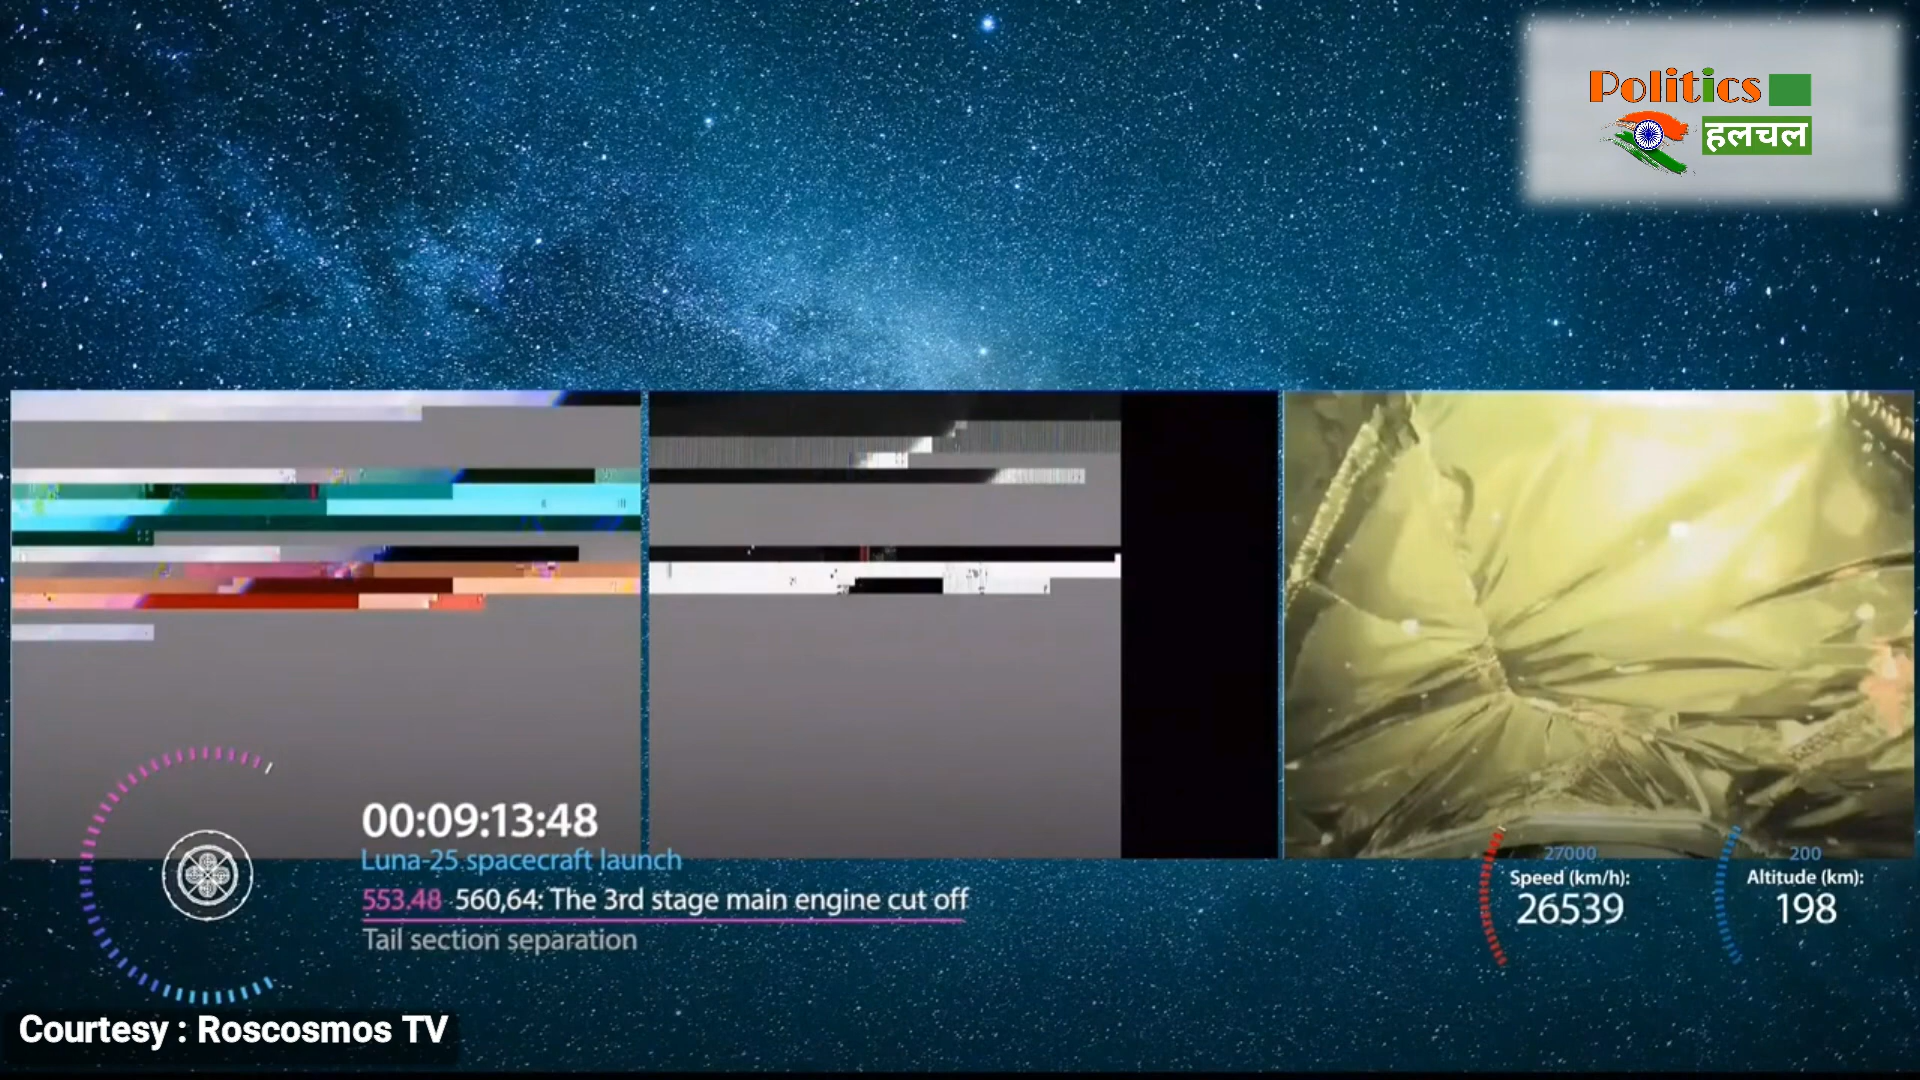 Politics
हलचल
00:09:13:48
Luna-25 spacecraft launch
553.48 560,64: The 3rd stage main engine cut off
Tail section separation
27000
Speed (km/h):
26539
200
Altitude (km):
198
Courtesy : Roscosmos TV